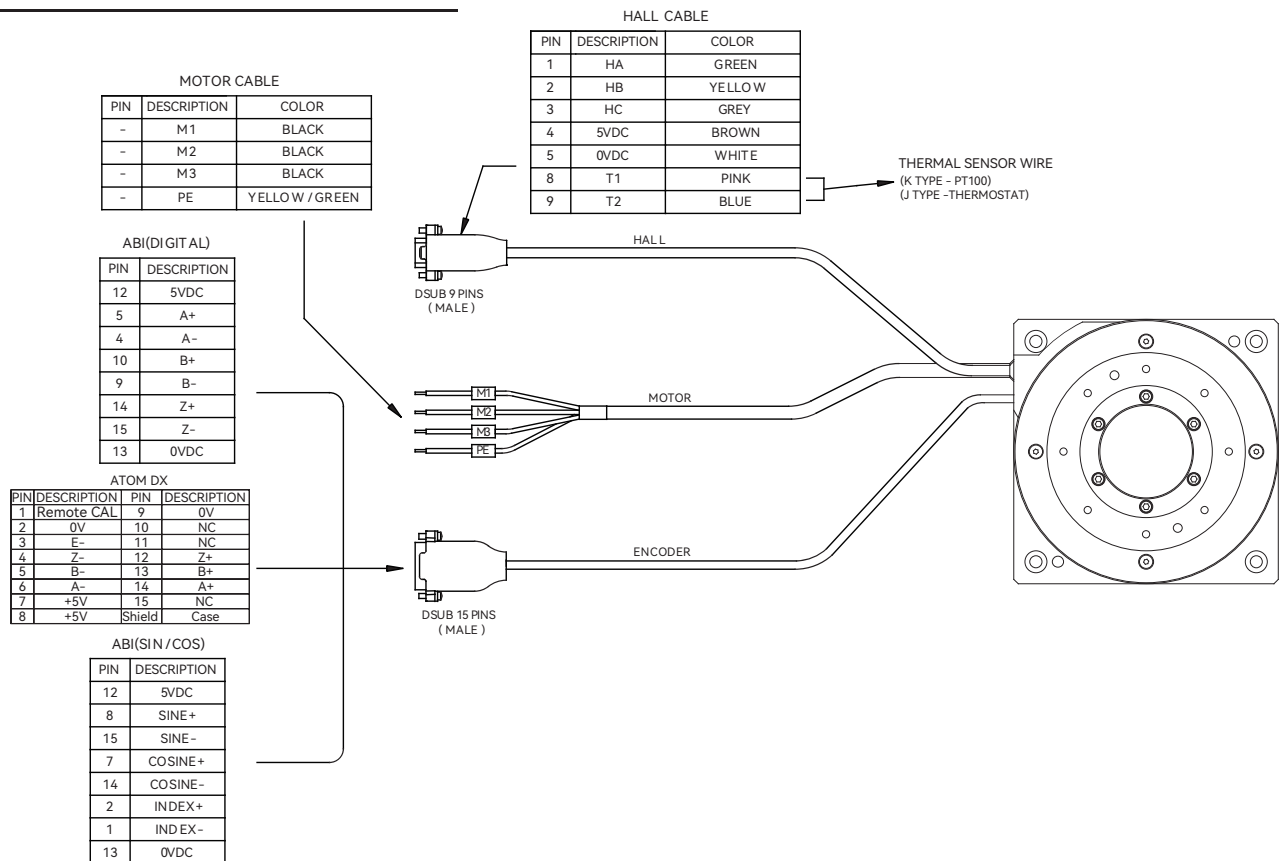 HALL CABLE
PIN DESCRIPTION COLOR
1 HA GREEN
2 HB YELLOW
3 HC GREY
4 5VDC BROWN
5 0VDC WHITE
8 T1 PINK
9 T2 BLUE
THERMAL SENSOR WIRE
(K TYPE - PT100)
(J TYPE -THERMOSTAT)
MOTOR CABLE
PIN DESCRIPTION COLOR
- M1 BLACK
- M2 BLACK
- M3 BLACK
- PE YELLOW/GREEN
HALL
DSUB 9 PINS
(MALE)
ABI(DIGITAL)
PIN DESCRIPTION
12 5VDC
5 A+
4 A-
10 B+
9 B-
14 Z+
15 Z-
13 0VDC
M1
M2
M3
PE
MOTOR
ATOM DX
PIN DESCRIPTION PIN DESCRIPTION
1 Remote CAL 9 0V
2 0V 10 NC
3 E- 11 NC
4 Z- 12 Z+
5 B- 13 B+
6 A- 14 A+
7 +5V 15 NC
8 +5V Shield Case
ENCODER
DSUB 15 PINS
(MALE)
ABI(SIN/COS)
PIN DESCRIPTION
12 5VDC
8 SINE+
15 SINE-
7 COSINE+
14 COSINE-
2 INDEX+
1 INDEX-
13 0VDC